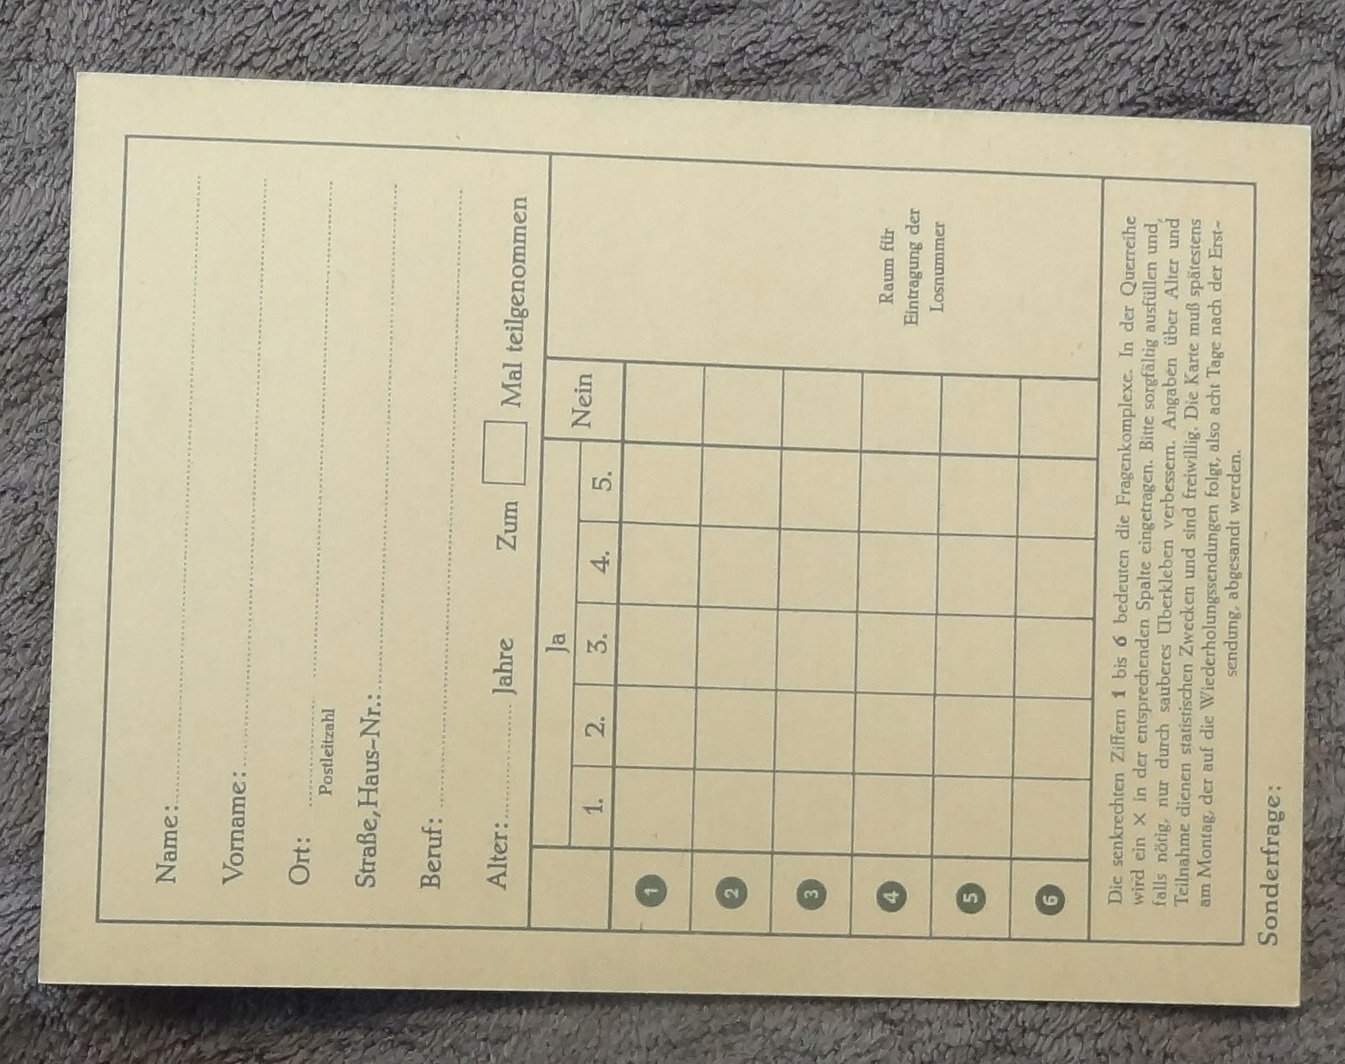 Name:
Vorname:
Ort:
Postleitzahl
Straße, Haus-Nr.:
Beruf:
Alter: Jahre Zum Mal teilgenommen
Ja Nein
1. 2. 3. 4. 5.
1
2
3
4
5
6
Raum für
Eintragung der
Losnummer
Die senkrechten Ziffern 1 bis 6 bedeuten die Fragenkomplexe. In der Querreihe
wird ein × in der entsprechenden Spalte eingetragen. Bitte sorgfältig ausfüllen und,
falls nötig, nur durch sauberes Überkleben verbessern. Angaben über Alter und
Teilnahme dienen statistischen Zwecken und sind freiwillig. Die Karte muß spätestens
am Montag, der auf die Wiederholungssendungen folgt, also acht Tage nach der Erst-
sendung, abgesandt werden.
Sonderfrage: